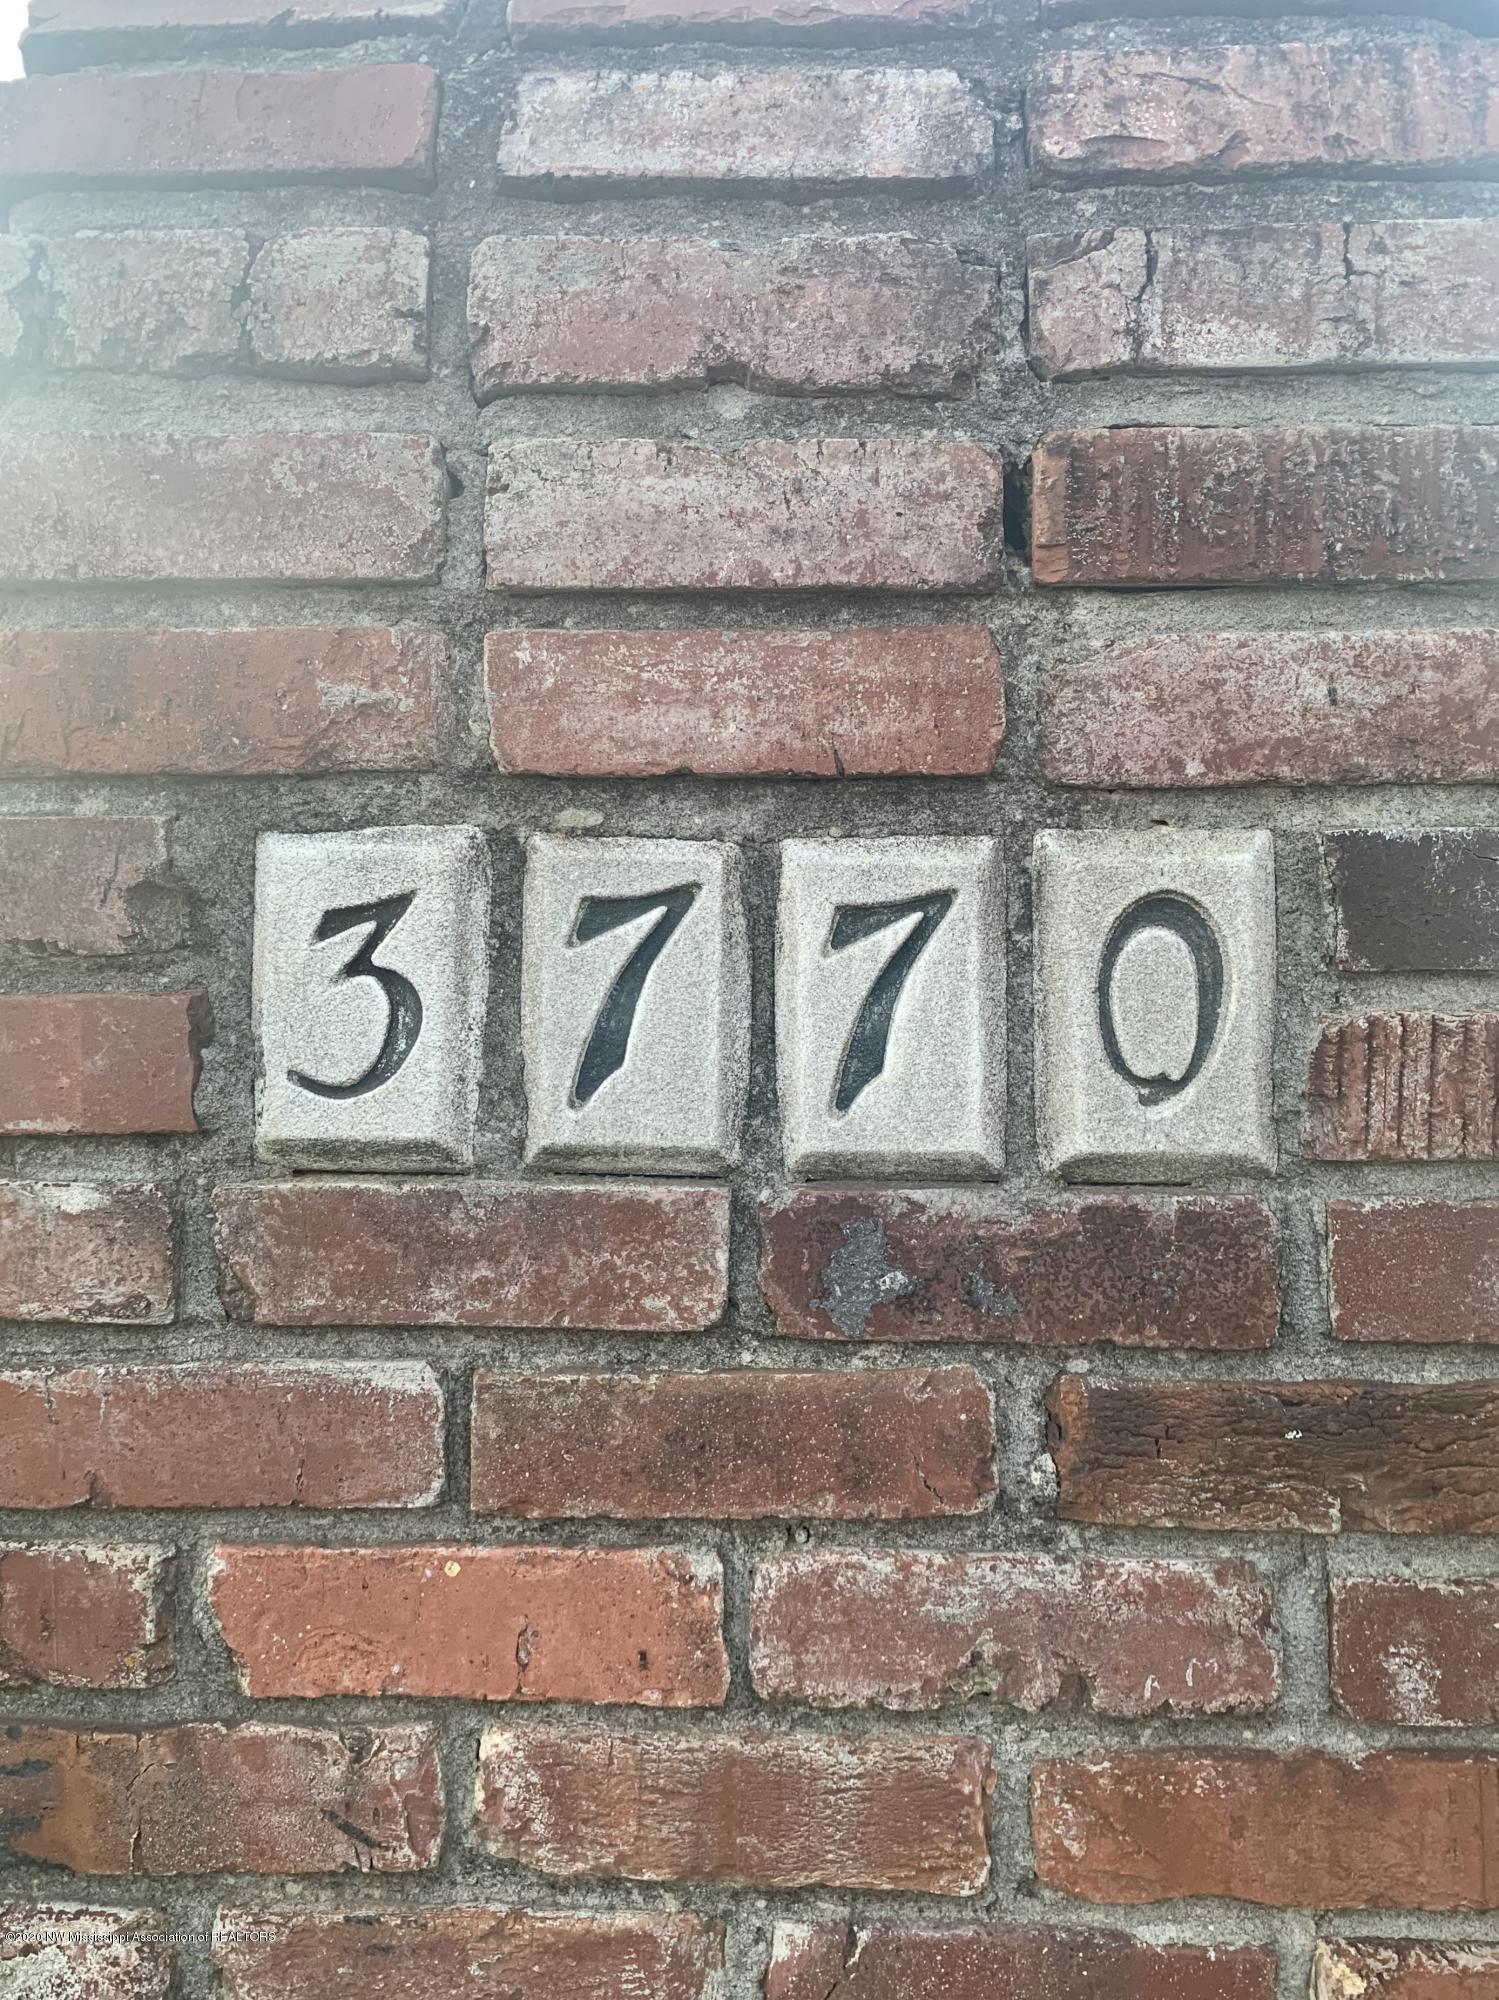 3770
©2020 NW Mississippi Association of REALTORS